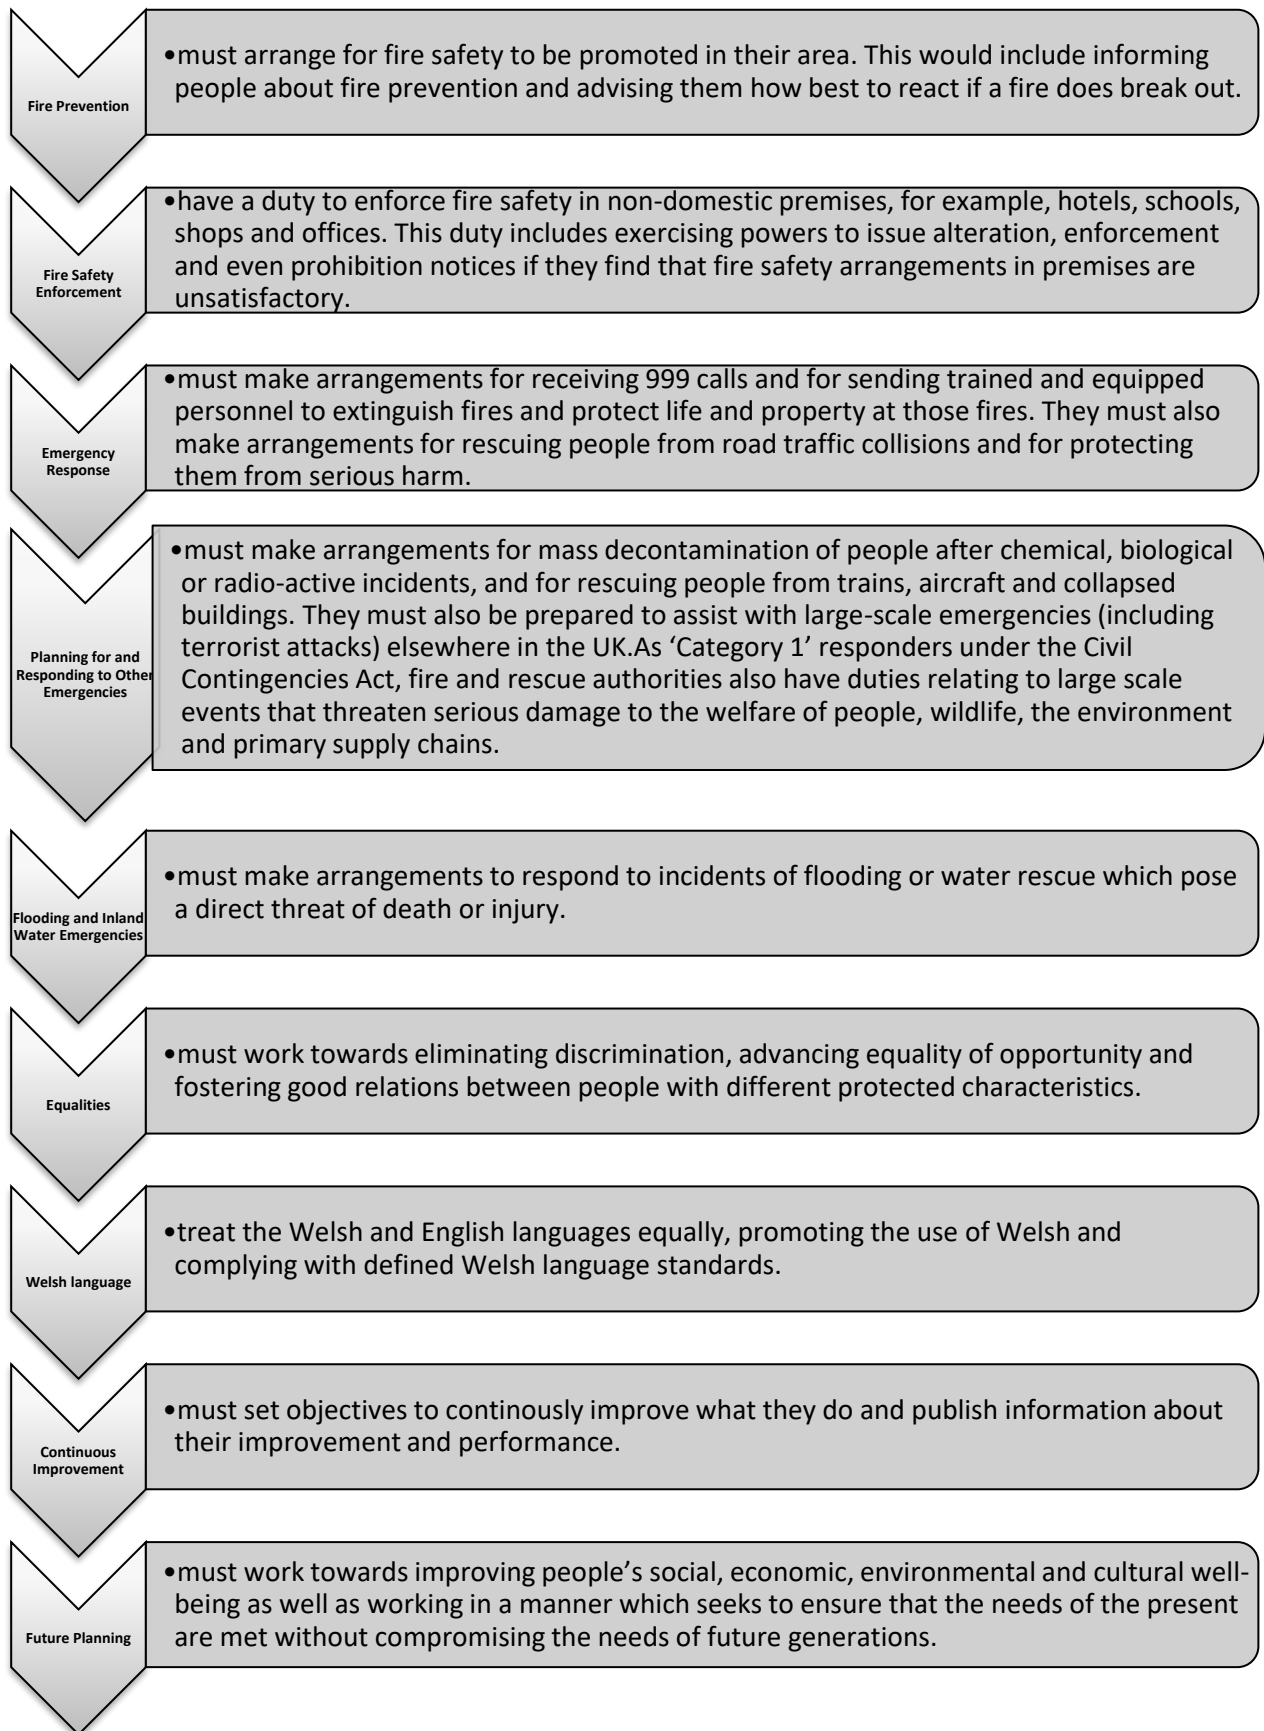 Fire Prevention
•must arrange for fire safety to be promoted in their area. This would include informing
people about fire prevention and advising them how best to react if a fire does break out.
Fire Safety
Enforcement
•have a duty to enforce fire safety in non-domestic premises, for example, hotels, schools,
shops and offices. This duty includes exercising powers to issue alteration, enforcement
and even prohibition notices if they find that fire safety arrangements in premises are
unsatisfactory.
Emergency
Response
•must make arrangements for receiving 999 calls and for sending trained and equipped
personnel to extinguish fires and protect life and property at those fires. They must also
make arrangements for rescuing people from road traffic collisions and for protecting
them from serious harm.
Planning for and
Responding to Other
Emergencies
•must make arrangements for mass decontamination of people after chemical, biological
or radio-active incidents, and for rescuing people from trains, aircraft and collapsed
buildings. They must also be prepared to assist with large-scale emergencies (including
terrorist attacks) elsewhere in the UK.As ‘Category 1’ responders under the Civil
Contingencies Act, fire and rescue authorities also have duties relating to large scale
events that threaten serious damage to the welfare of people, wildlife, the environment
and primary supply chains.
Flooding and Inland
Water Emergencies
•must make arrangements to respond to incidents of flooding or water rescue which pose
a direct threat of death or injury.
Equalities
•must work towards eliminating discrimination, advancing equality of opportunity and
fostering good relations between people with different protected characteristics.
Welsh language
•treat the Welsh and English languages equally, promoting the use of Welsh and
complying with defined Welsh language standards.
Continuous
Improvement
•must set objectives to continously improve what they do and publish information about
their improvement and performance.
Future Planning
•must work towards improving people’s social, economic, environmental and cultural well-
being as well as working in a manner which seeks to ensure that the needs of the present
are met without compromising the needs of future generations.